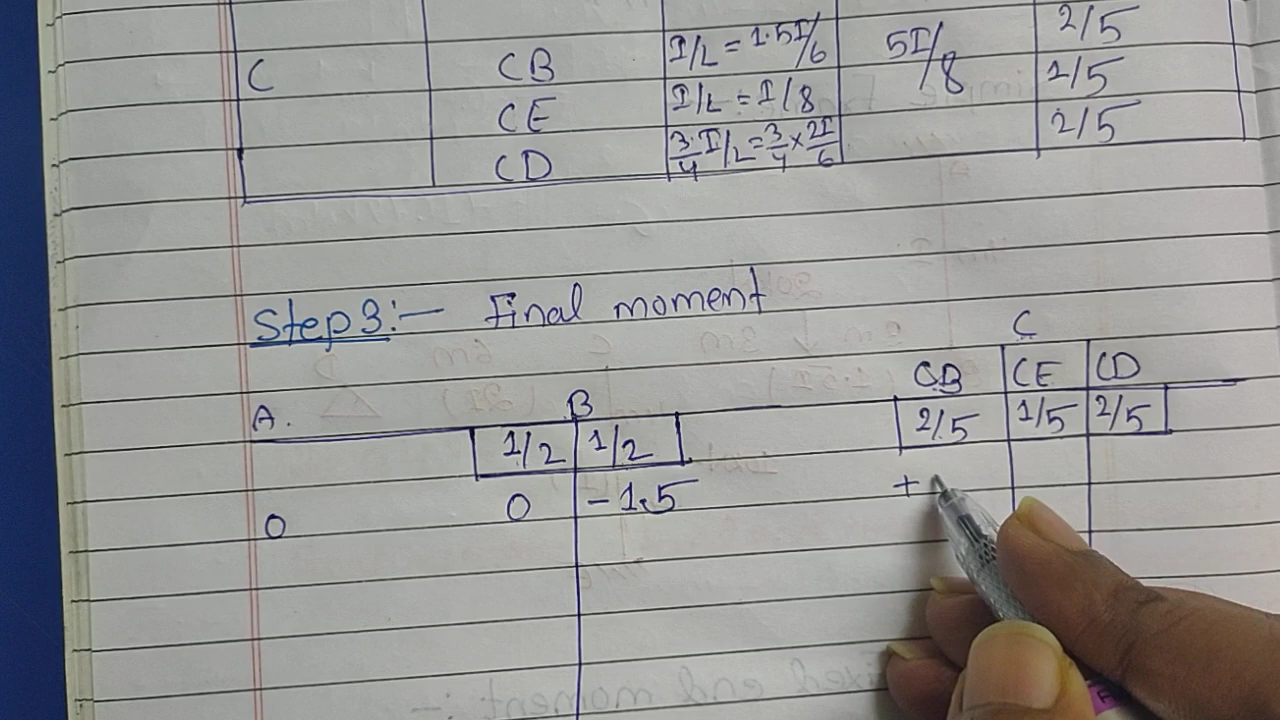 2/5
C CB I/L = 1.5I/6 5I/8 1/5
CE I/L = I/8 2/5
CD 3/4 I/L = 3/4 × 2I/6
Step 3:- Final moment
C
CB CE CD
A. B 2/5 1/5 2/5
1/2 1/2
0 0 -1.5 +